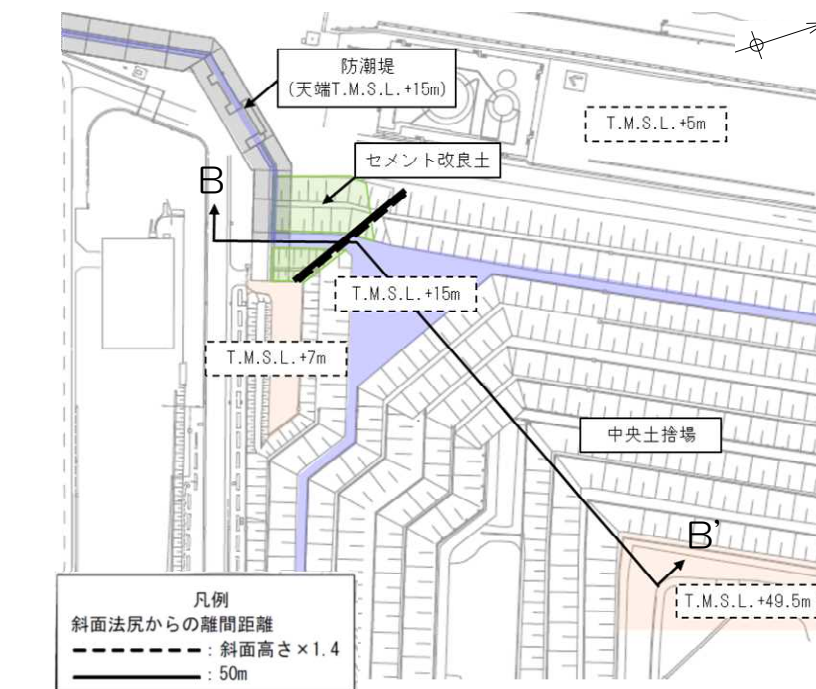 防潮堤
(天端T.M.S.L.+15m)
T.M.S.L.+5m
セメント改良土
B
T.M.S.L.+15m
T.M.S.L.+7m
中央土捨場
B'
T.M.S.L.+49.5m
凡例
斜面法尻からの離間距離
：斜面高さ×1.4
：50m